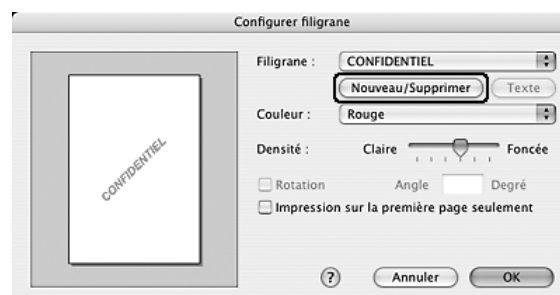 Configurer filigrane
Filigrane : CONFIDENTIEL
Nouveau/Supprimer Texte
Couleur : Rouge
Densité : Claire Foncée
CONFIDENTIEL
Rotation Angle Degré
Impression sur la première page seulement
? Annuler OK